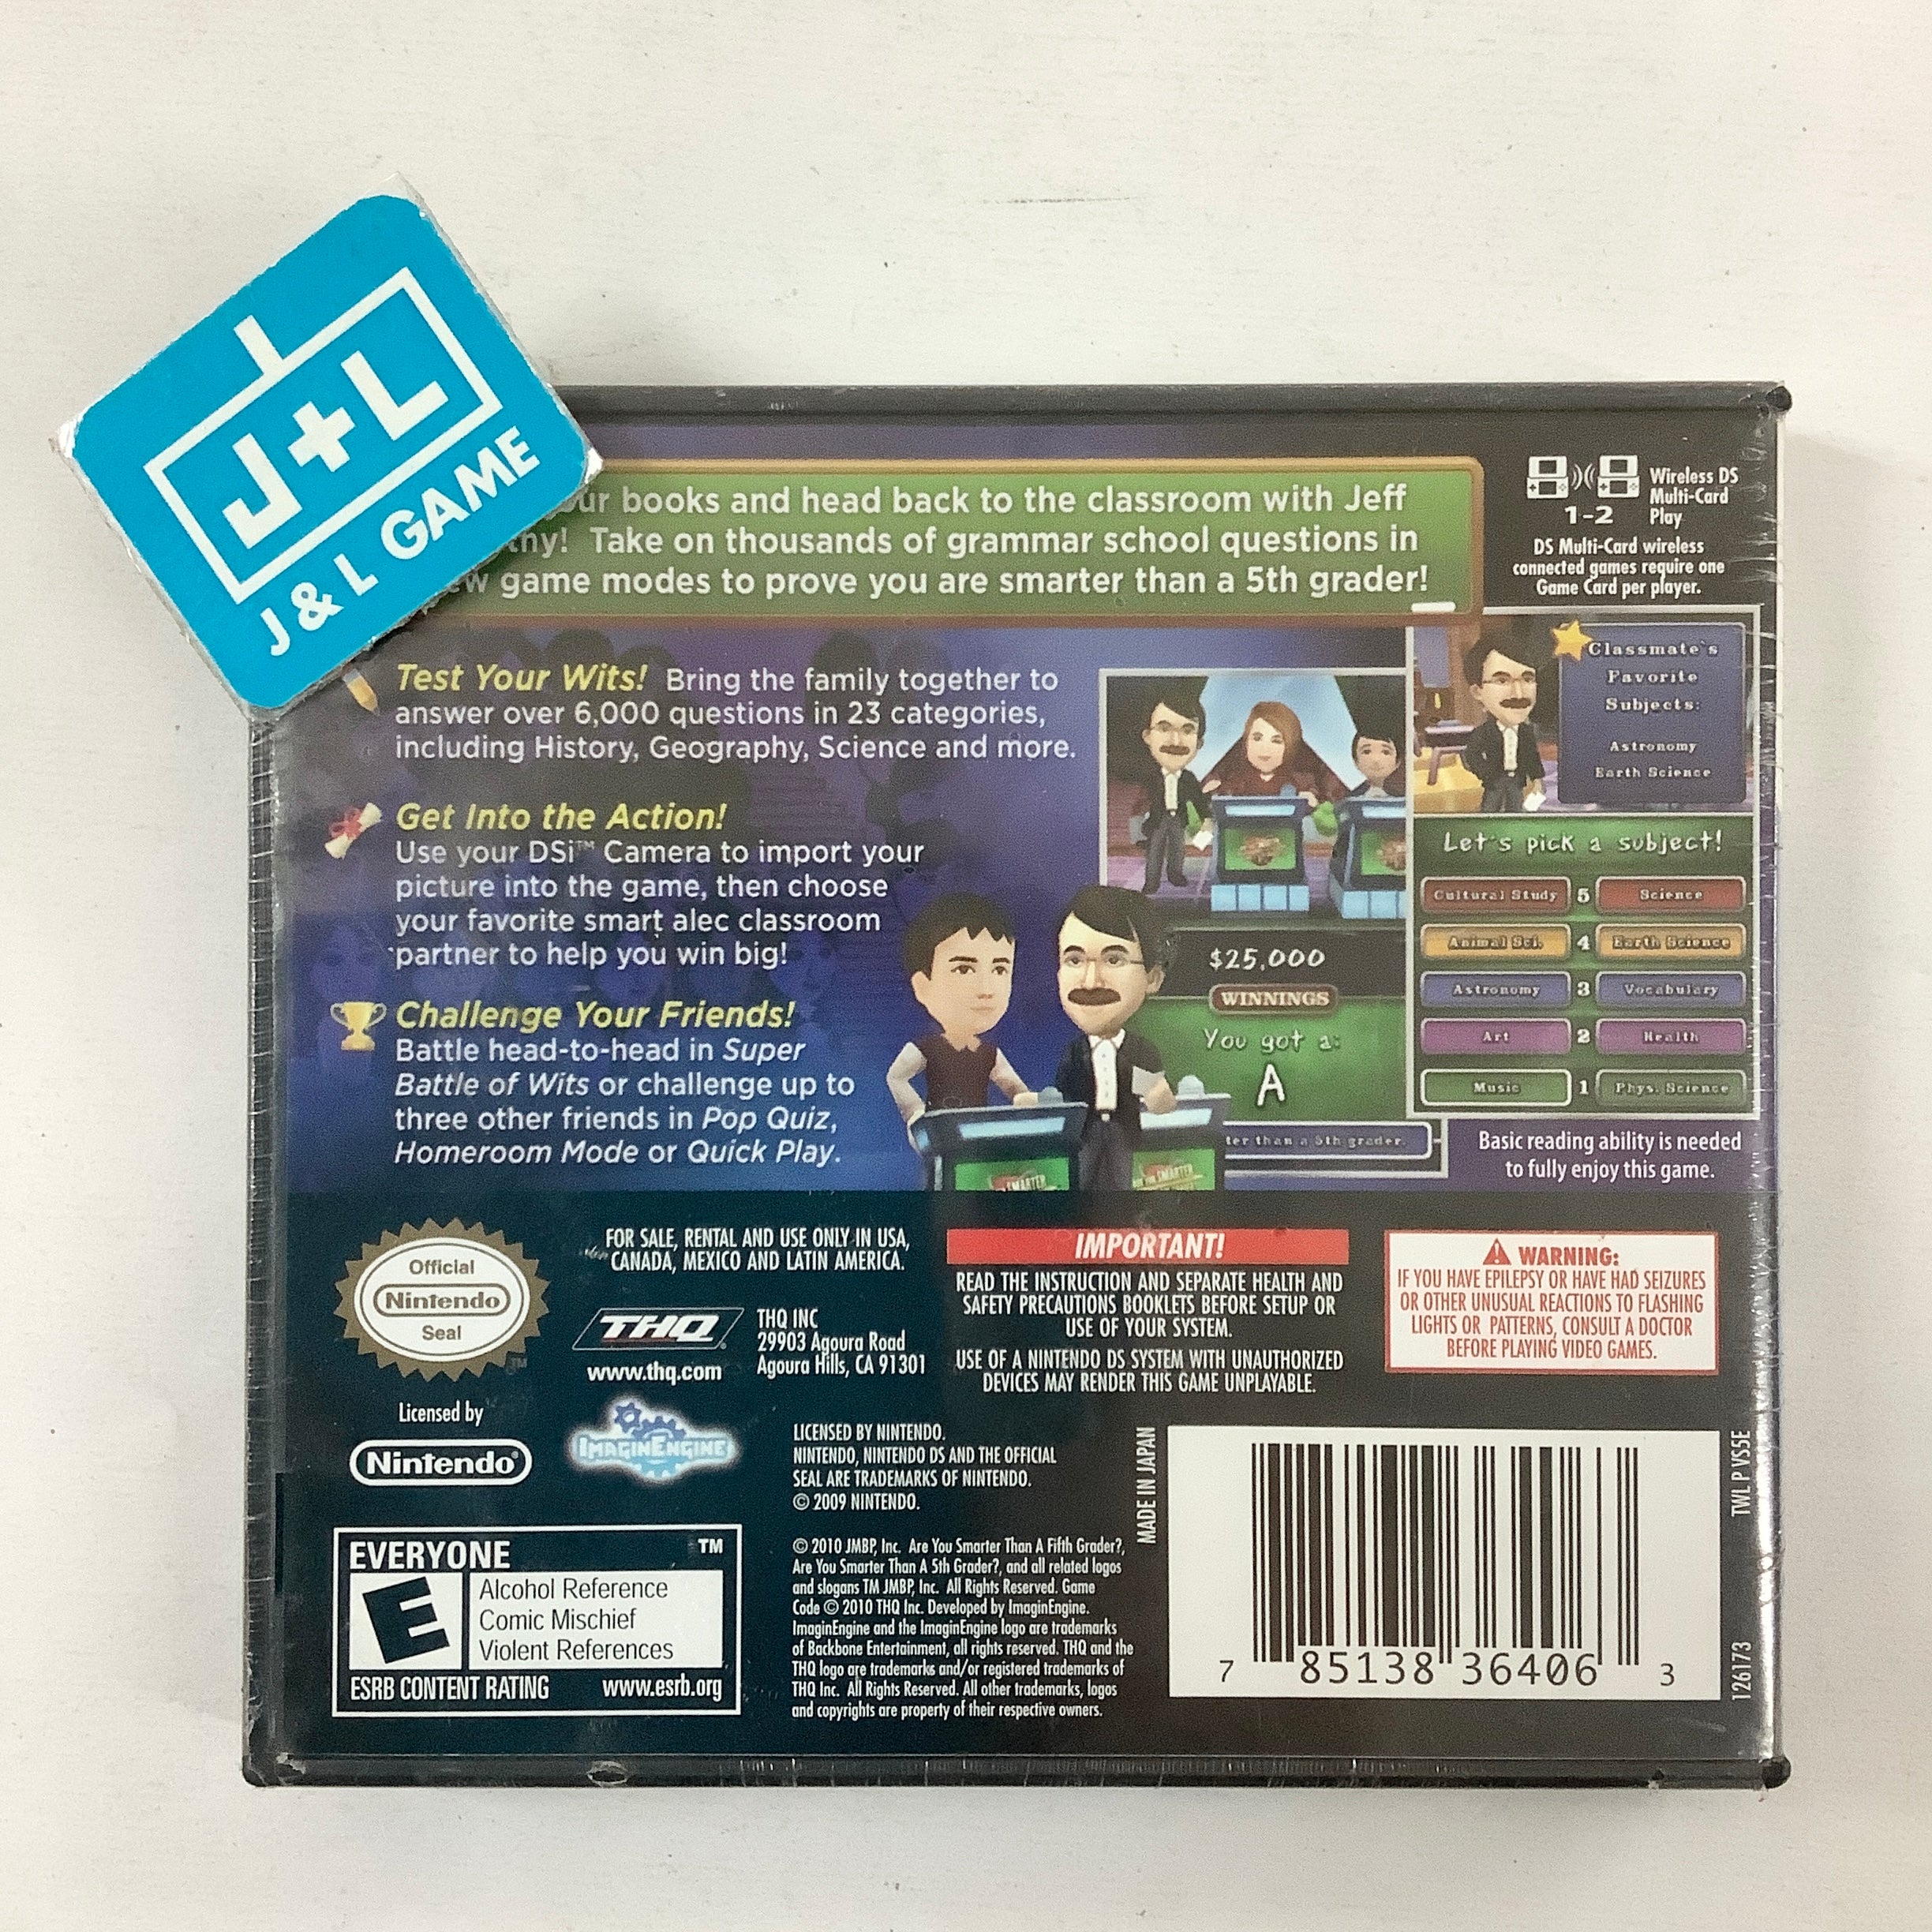 J+L
J & L GAME
books and head back to the classroom with Jeff
Take on thousands of grammar school questions in
game modes to prove you are smarter than a 5th grader!
Wireless DS
Multi-Card
Play
1-2
DS Multi-Card wireless
connected games require one
Game Card per player.
Test Your Wits! Bring the family together to
answer over 6,000 questions in 23 categories,
including History, Geography, Science and more.
Get Into the Action!
Use your DSi™ Camera to import your
picture into the game, then choose
your favorite smart alec classroom
partner to help you win big!
Challenge Your Friends!
Battle head-to-head in Super
Battle of Wits or challenge up to
three other friends in Pop Quiz,
Homeroom Mode or Quick Play.
$25,000
WINNINGS
You got a:
A
than a 5th grader.
Classmate's
Favorite
Subjects:
Astronomy
Earth Science
Let's pick a subject!
Cultural Study 5 Science
Animal Sci. 4 Earth Science
Astronomy 3 Vocabulary
Art 2 Health
Music 1 Phys. Science
Basic reading ability is needed
to fully enjoy this game.
Official
Nintendo
Seal
TM
Licensed by
Nintendo®
FOR SALE, RENTAL AND USE ONLY IN USA,
CANADA, MEXICO AND LATIN AMERICA.
THQ
www.thq.com
THQ INC
29903 Agoura Road
Agoura Hills, CA 91301
IMAGINENGINE
IMPORTANT!
READ THE INSTRUCTION AND SEPARATE HEALTH AND
SAFETY PRECAUTIONS BOOKLETS BEFORE SETUP OR
USE OF YOUR SYSTEM.
USE OF A NINTENDO DS SYSTEM WITH UNAUTHORIZED
DEVICES MAY RENDER THIS GAME UNPLAYABLE.
WARNING:
IF YOU HAVE EPILEPSY OR HAVE HAD SEIZURES
OR OTHER UNUSUAL REACTIONS TO FLASHING
LIGHTS OR PATTERNS, CONSULT A DOCTOR
BEFORE PLAYING VIDEO GAMES.
LICENSED BY NINTENDO.
NINTENDO, NINTENDO DS AND THE OFFICIAL
SEAL ARE TRADEMARKS OF NINTENDO.
© 2009 NINTENDO.
© 2010 JMBP, Inc. Are You Smarter Than A Fifth Grader?,
Are You Smarter Than A 5th Grader?, and all related logos
and slogans TM JMBP, Inc. All Rights Reserved. Game
Code © 2010 THQ Inc. Developed by ImaginEngine.
ImaginEngine and the ImaginEngine logo are trademarks
of Backbone Entertainment, all rights reserved. THQ and the
THQ logo are trademarks and/or registered trademarks of
THQ Inc. All Rights Reserved. All other trademarks, logos
and copyrights are property of their respective owners.
EVERYONE TM
E
Alcohol Reference
Comic Mischief
Violent References
ESRB CONTENT RATING www.esrb.org
MADE IN JAPAN
7 85138 36406 3
TWL P VS5E
126173